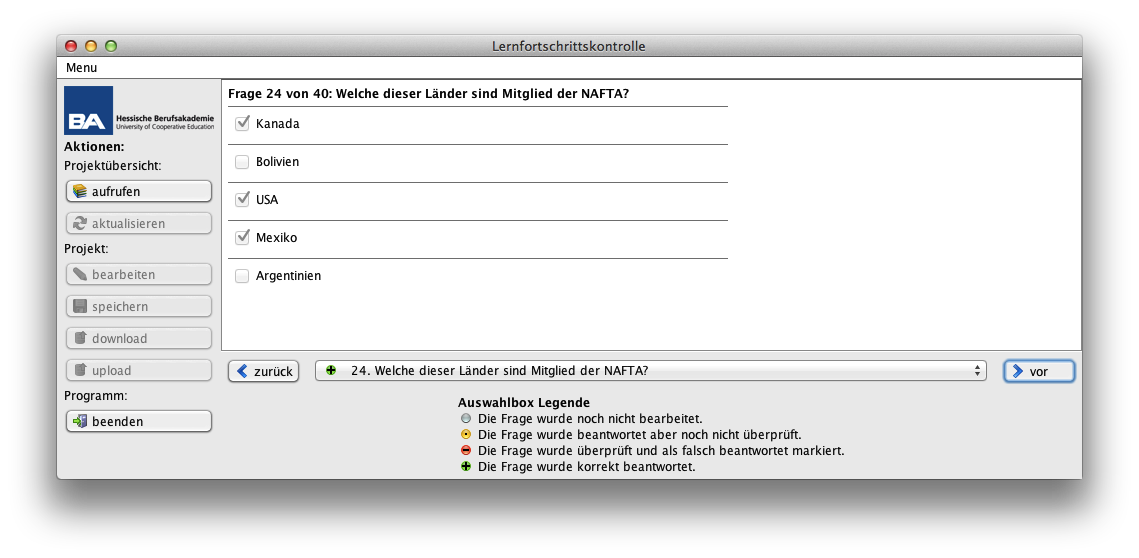 Lernfortschrittskontrolle
Menu
BA
Hessische Berufsakademie
University of Cooperative Education
Aktionen:
Projektübersicht:
aufrufen
aktualisieren
Projekt:
bearbeiten
speichern
download
upload
Programm:
beenden
Frage 24 von 40: Welche dieser Länder sind Mitglied der NAFTA?
Kanada
Bolivien
USA
Mexiko
Argentinien
zurück
24. Welche dieser Länder sind Mitglied der NAFTA?
vor
Auswahlbox Legende
Die Frage wurde noch nicht bearbeitet.
Die Frage wurde beantwortet aber noch nicht überprüft.
Die Frage wurde überprüft und als falsch beantwortet markiert.
Die Frage wurde korrekt beantwortet.